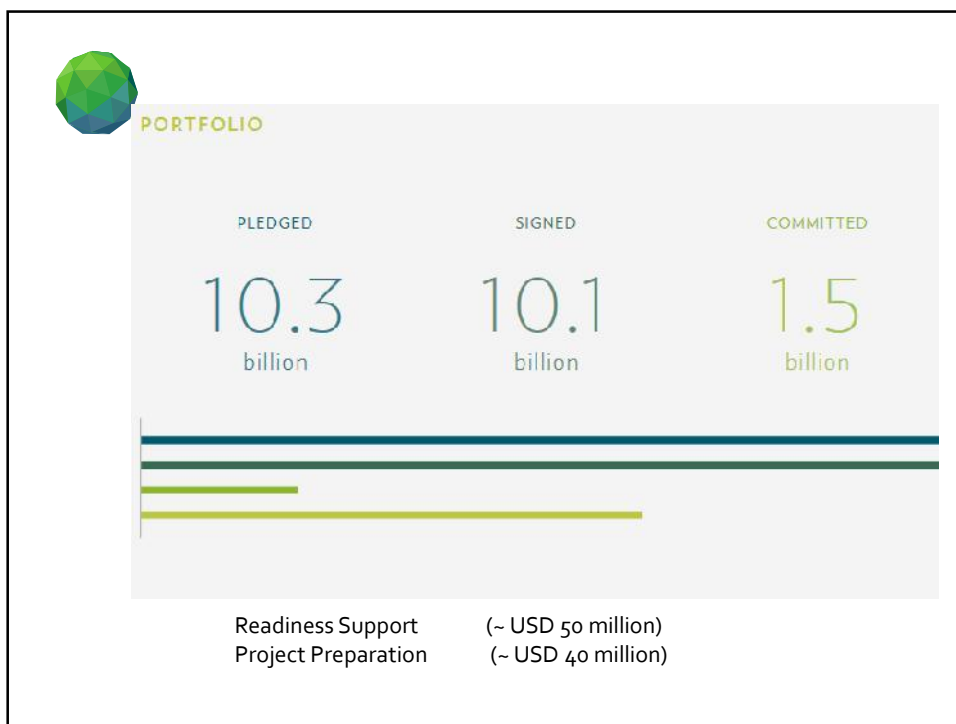 PORTFOLIO
PLEDGED SIGNED COMMITTED
10.3 10.1 1.5
billion billion billion
Readiness Support (~ USD 50 million)
Project Preparation (~ USD 40 million)